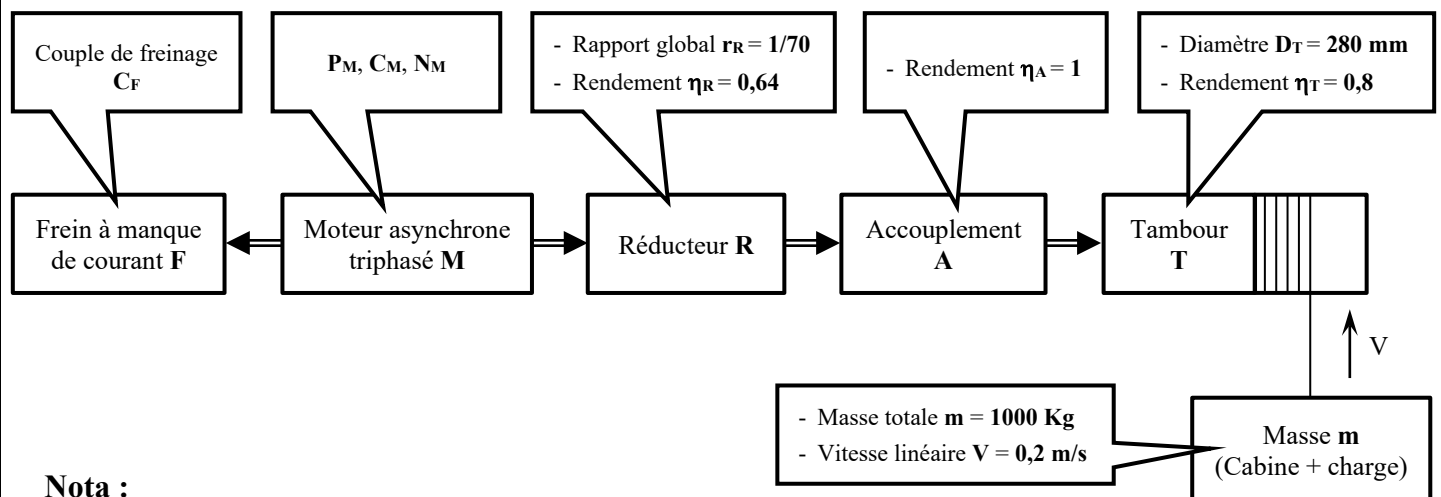 Couple de freinage
CF
PM, CM, NM
- Rapport global rR = 1/70
- Rendement ηR = 0,64
- Rendement ηA = 1
- Diamètre DT = 280 mm
- Rendement ηT = 0,8
Frein à manque
de courant F
Moteur asynchrone
triphasé M
Réducteur R
Accouplement
A
Tambour
T
V
- Masse totale m = 1000 Kg
- Vitesse linéaire V = 0,2 m/s
Masse m
(Cabine + charge)
Nota :